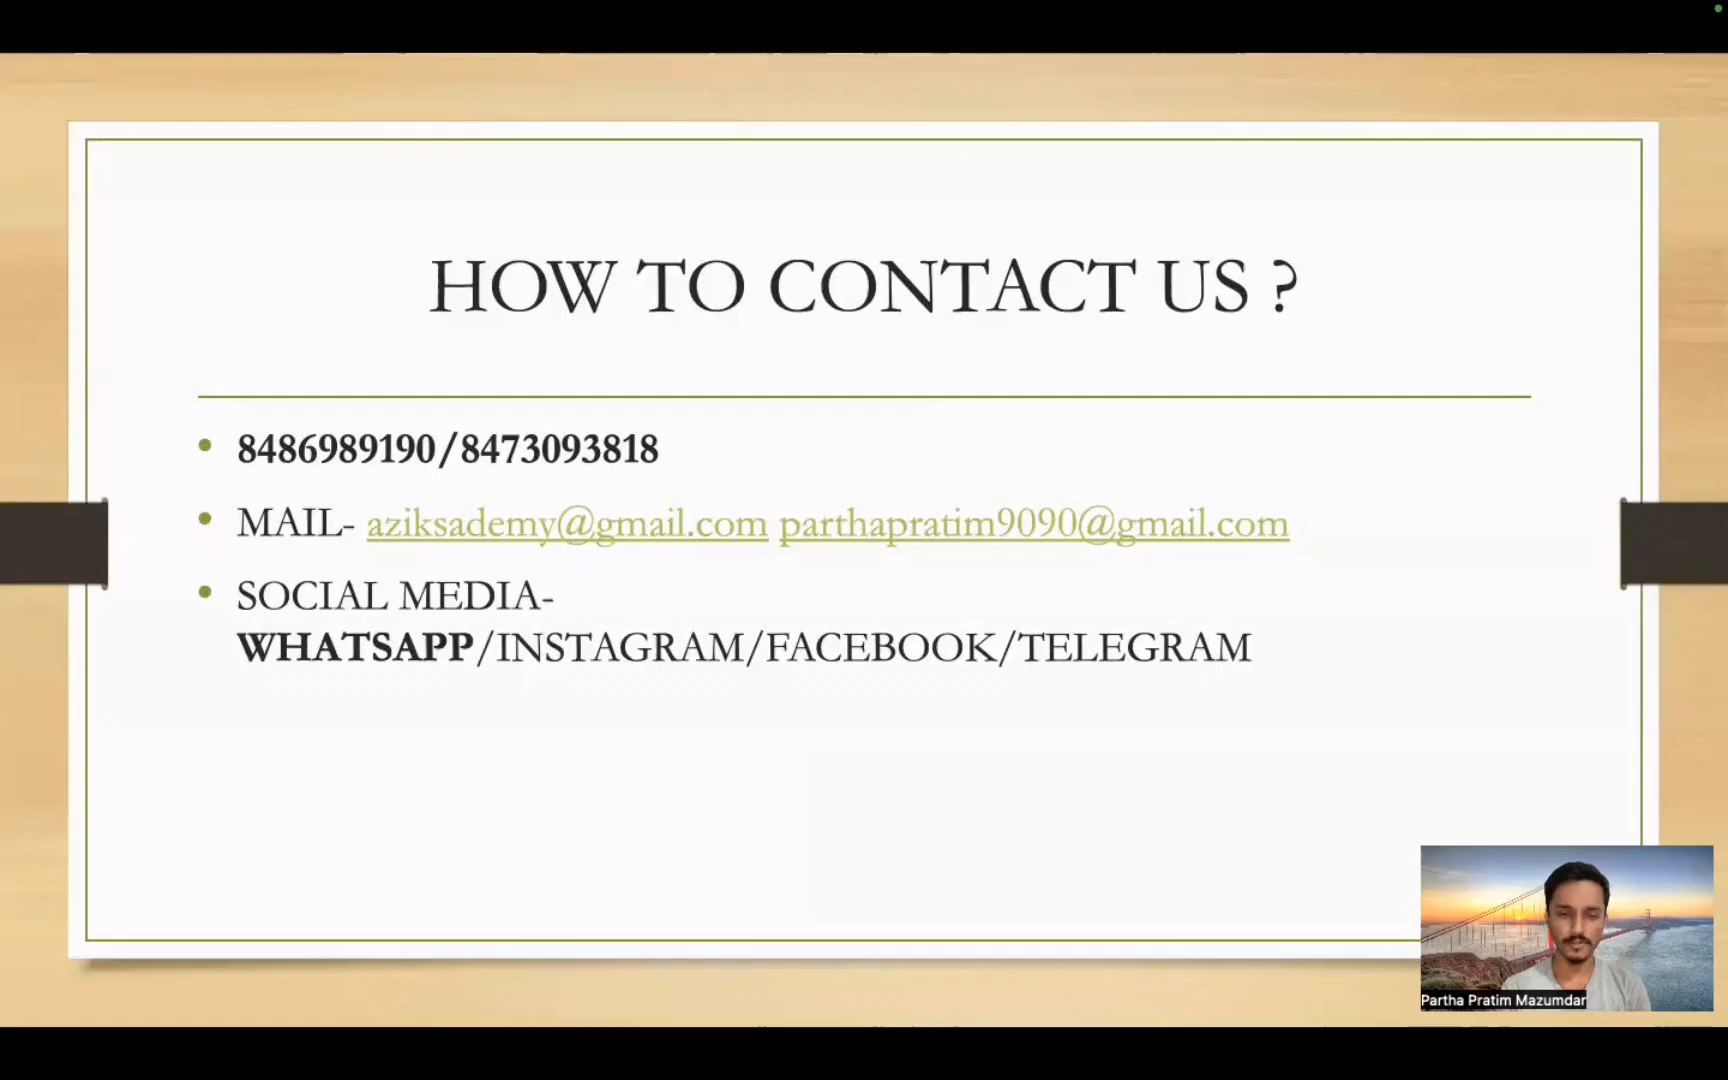 HOW TO CONTACT US ?
8486989190/8473093818
MAIL- aziksademy@gmail.com parthapratim9090@gmail.com
SOCIAL MEDIA-
WHATSAPP/INSTAGRAM/FACEBOOK/TELEGRAM
Partha Pratim Mazumdar